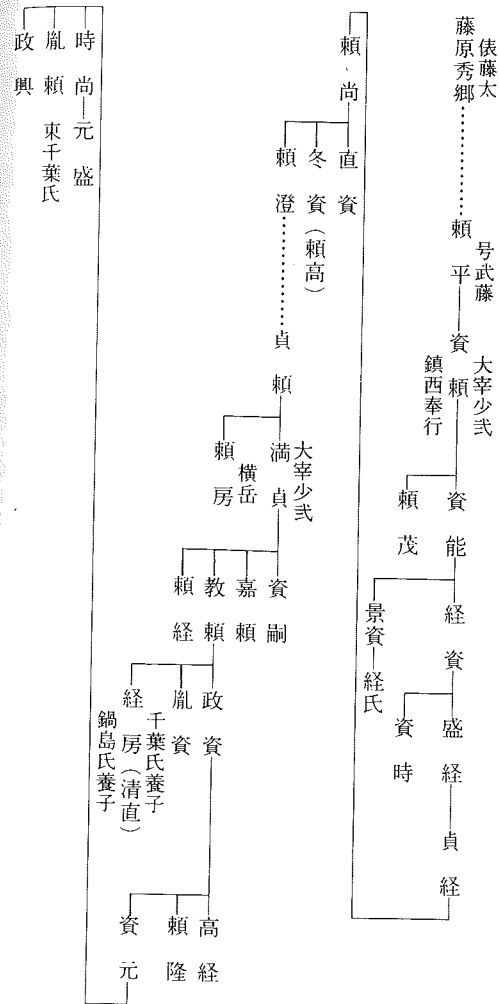 俵藤太
藤原秀郷
号武藤
頼平
大宰少弐
資頼
鎮西奉行
資能
頼茂
経資
景資
経氏
盛経
資時
貞経
頼尚
直資
冬資（頼高）
頼澄
貞頼
大宰少弐
満貞
横岳
頼房
資嗣
嘉頼
教頼
頼経
政資
千葉氏養子
胤資
経房（清直）
鍋島氏養子
高経
頼隆
資元
時尚
元盛
胤頼
東千葉氏
政興